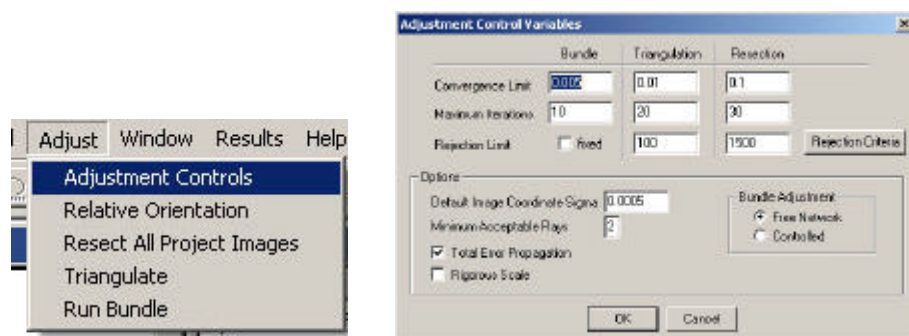 Adjust Window Results Help
Adjustment Controls
Relative Orientation
Resect All Project Images
Triangulate
Run Bundle
Adjustment Control Variables
Bundle Triangulation Resection
Convergence Limit 0.005 0.01 0.1
Maximum Iterations 10 20 30
Rejection Limit fixed 100 1500 Rejection Criteria
Options
Default Image Coordinate Sigma 0.0005
Minimum Acceptable Rays 2
Total Error Propagation
Rigorous Scale
Bundle Adjustment
Free Network
Controlled
OK Cancel